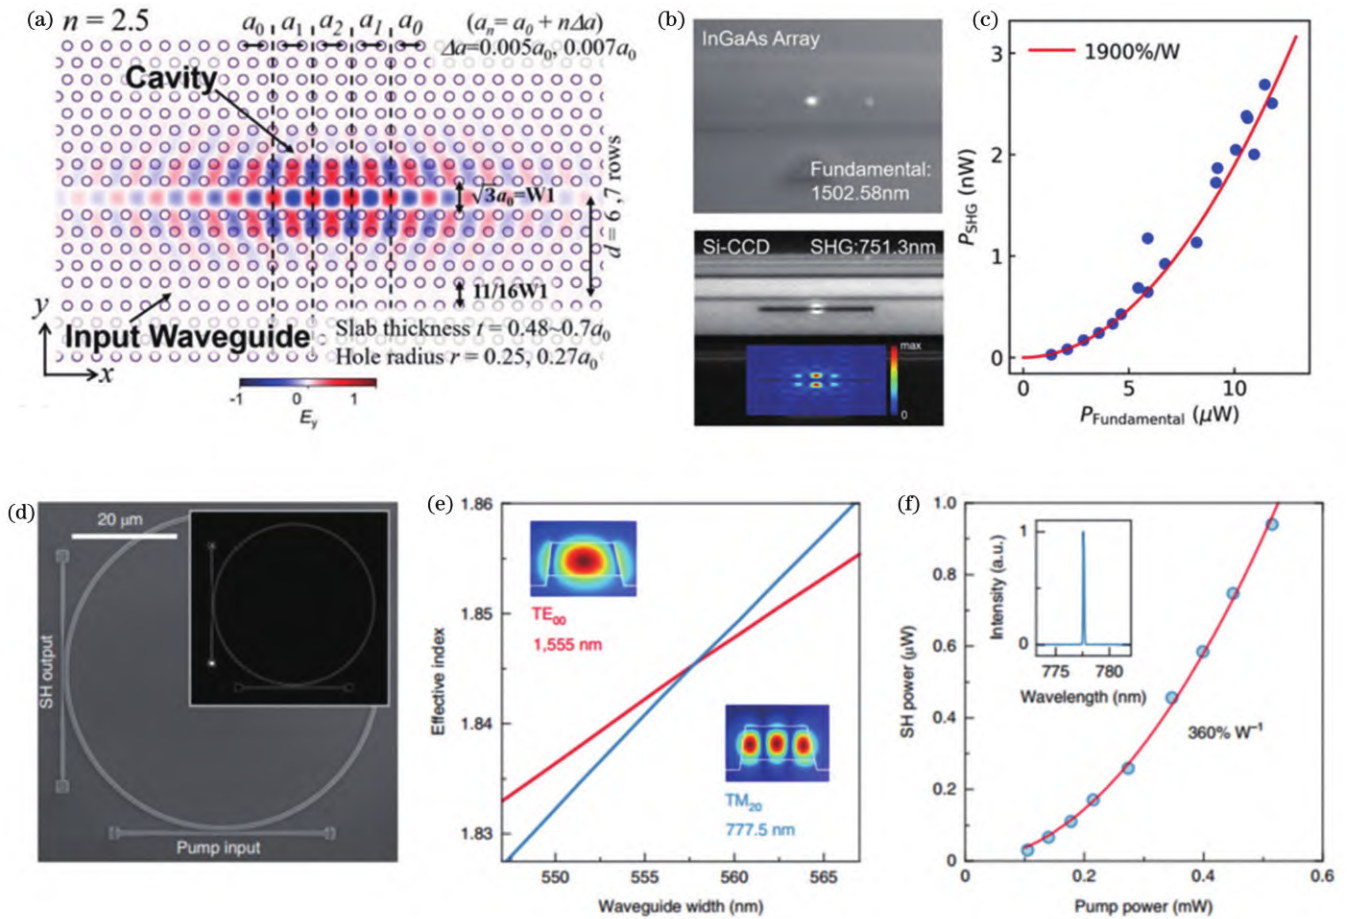 (a)
n = 2.5
a₀ a₁ a₂ a₁ a₀
(aₙ = a₀ + nΔa)
Δa=0.005a₀, 0.007a₀
Cavity
√3a₀=W1
d = 6, 7 rows
11/16W1
y
x
Input Waveguide
Slab thickness t = 0.48~0.7a₀
Hole radius r = 0.25, 0.27a₀
-1 0 1
E_y
(b)
InGaAs Array
Fundamental:
1502.58nm
Si-CCD SHG:751.3nm
max
0
(c)
1900%/W
3
2
1
0
P_SHG (nW)
0 5 10
P_Fundamental (μW)
(d)
20 μm
SH output
Pump input
(e)
1.86
1.85
1.84
1.83
Effective index
TE₀₀
1,555 nm
TM₂₀
777.5 nm
550 555 560 565
Waveguide width (nm)
(f)
1.0
0.8
0.6
0.4
0.2
0
SH power (μW)
1
0
Intensity (a.u.)
775 780
Wavelength (nm)
360% W⁻¹
0 0.2 0.4 0.6
Pump power (mW)